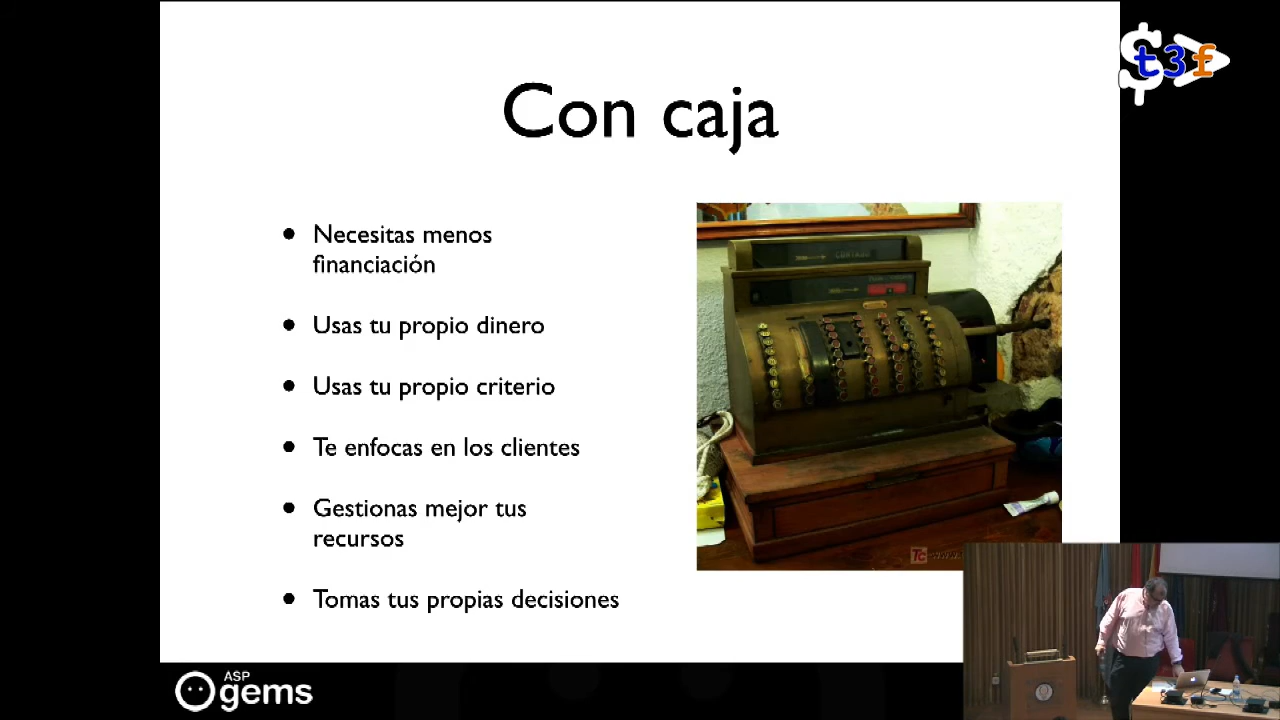 $t3f
Con caja
• Necesitas menos
financiación
• Usas tu propio dinero
• Usas tu propio criterio
• Te enfocas en los clientes
• Gestionas mejor tus
recursos
• Tomas tus propias decisiones
TC
ASP
gems